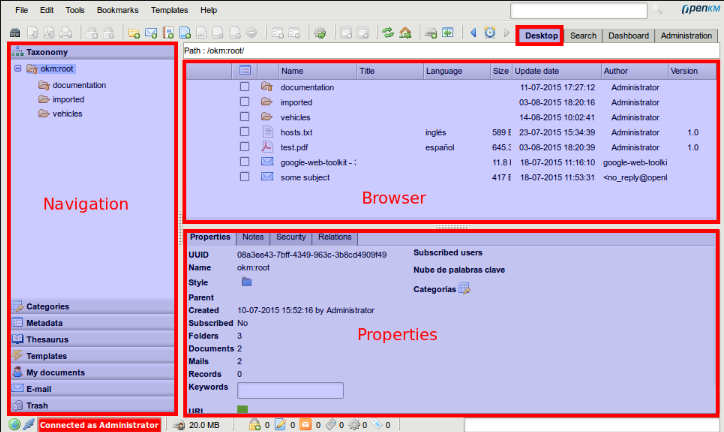 File Edit Tools Bookmarks Templates Help
OpenKM
Desktop Search Dashboard Administration
Taxonomy
okm:root
documentation
imported
vehicles
Navigation
Categories
Metadata
Thesaurus
Templates
My documents
E-mail
Trash
Path : /okm:root/
Name Title Language Size Update date Author Version
documentation 11-07-2015 17:27:12 Administrator
imported 03-08-2015 18:20:16 Administrator
vehicles 14-08-2015 10:02:41 Administrator
hosts.txt inglés 589 23-07-2015 15:34:39 Administrator 1.0
test.pdf español 645. 03-08-2015 18:20:39 Administrator 1.0
google-web-toolkit - 11.8 18-07-2015 11:16:10 google-web-toolki
some subject 417 18-07-2015 11:53:31 <no_reply@openl
Browser
Properties Notes Security Relations
UUID 08a3ee43-7bff-4349-963c-3b8cd4909f49
Name okm:root
Style
Parent
Created 10-07-2015 15:52:16 by Administrator
Subscribed No
Folders 3
Documents 2
Mails 2
Records 0
Keywords
URL
Subscribed users
Nube de palabras clave
Categorías
Properties
Connected as Administrator 20.0 MB 0 0 0 0 0 0